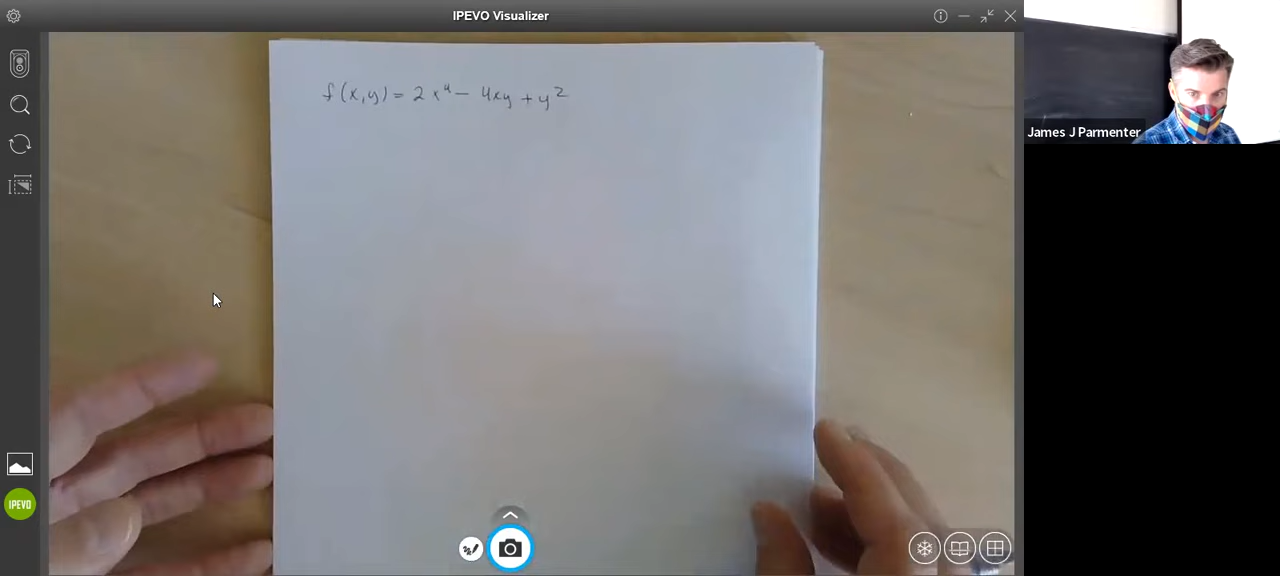 IPEVO Visualizer
f(x,y) = 2x⁴ - 4xy + y²
James J Parmenter
IPEVO